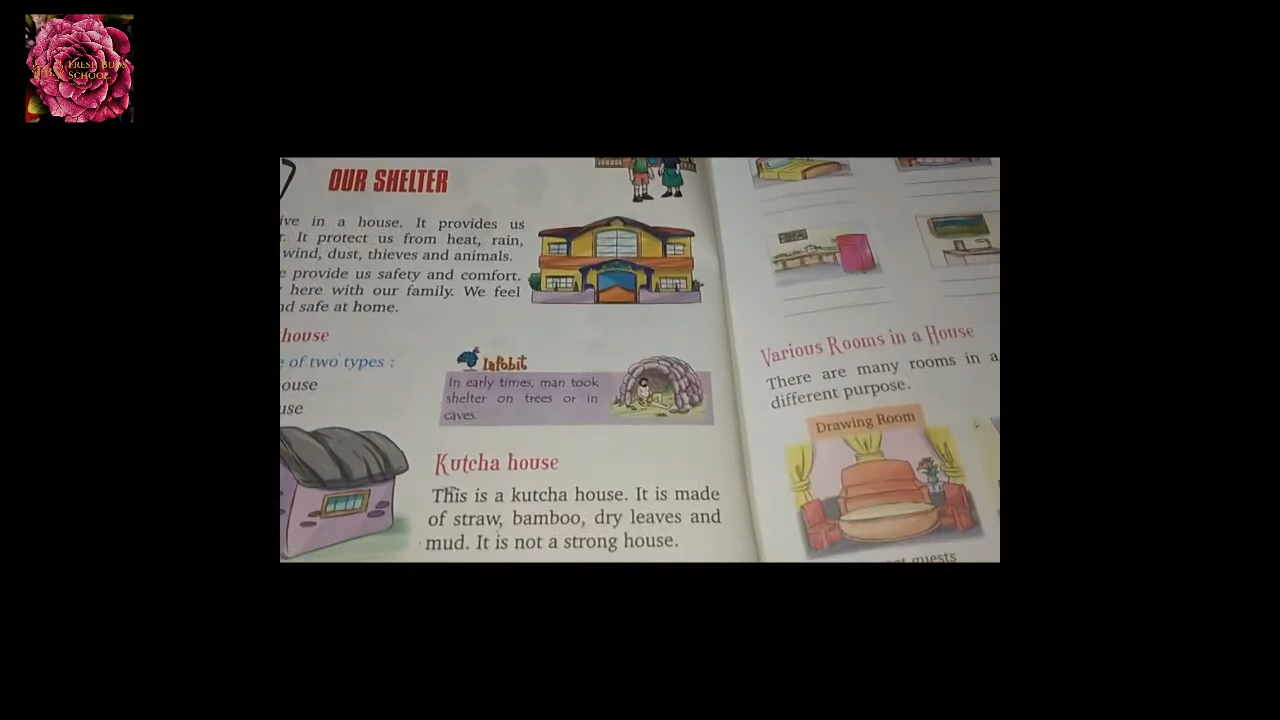 FRESH BUDS
SCHOOL
OUR SHELTER
ive in a house. It provides us
r. It protect us from heat, rain,
wind, dust, thieves and animals.
e provide us safety and comfort.
here with our family. We feel
nd safe at home.
house
e of two types :
ouse
use
Infobit
In early times, man took
shelter on trees or in
caves.
Kutcha house
This is a kutcha house. It is made
of straw, bamboo, dry leaves and
mud. It is not a strong house.
Various Rooms in a House
There are many rooms in a
different purpose.
Drawing Room
guests